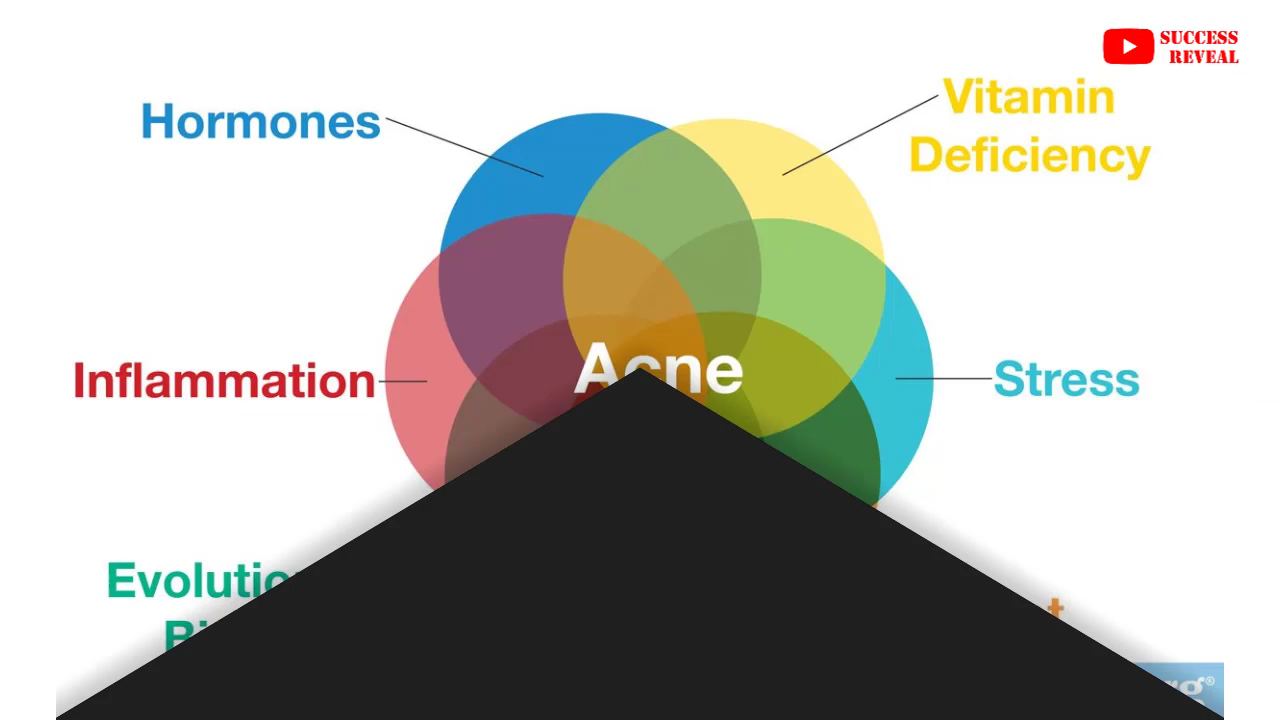 SUCCESS
REVEAL
Hormones
Vitamin
Deficiency
Acne
Inflammation
Stress